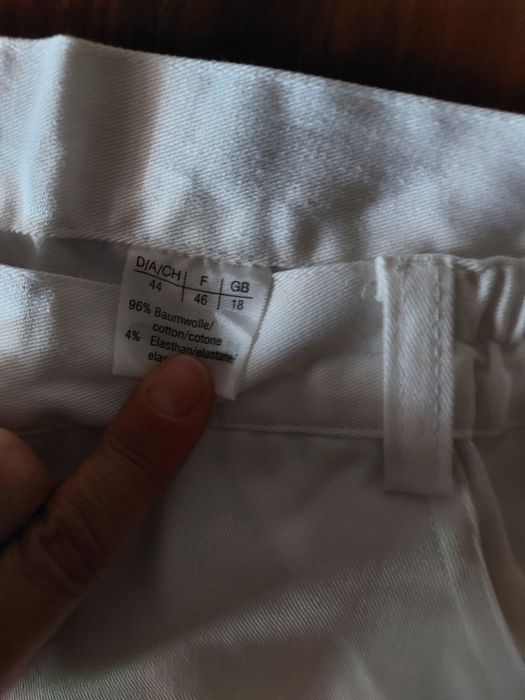 D/A/CH F GB
44 46 18
96% Baumwolle/
cotton/cotone
4% Elasthan/elastane/